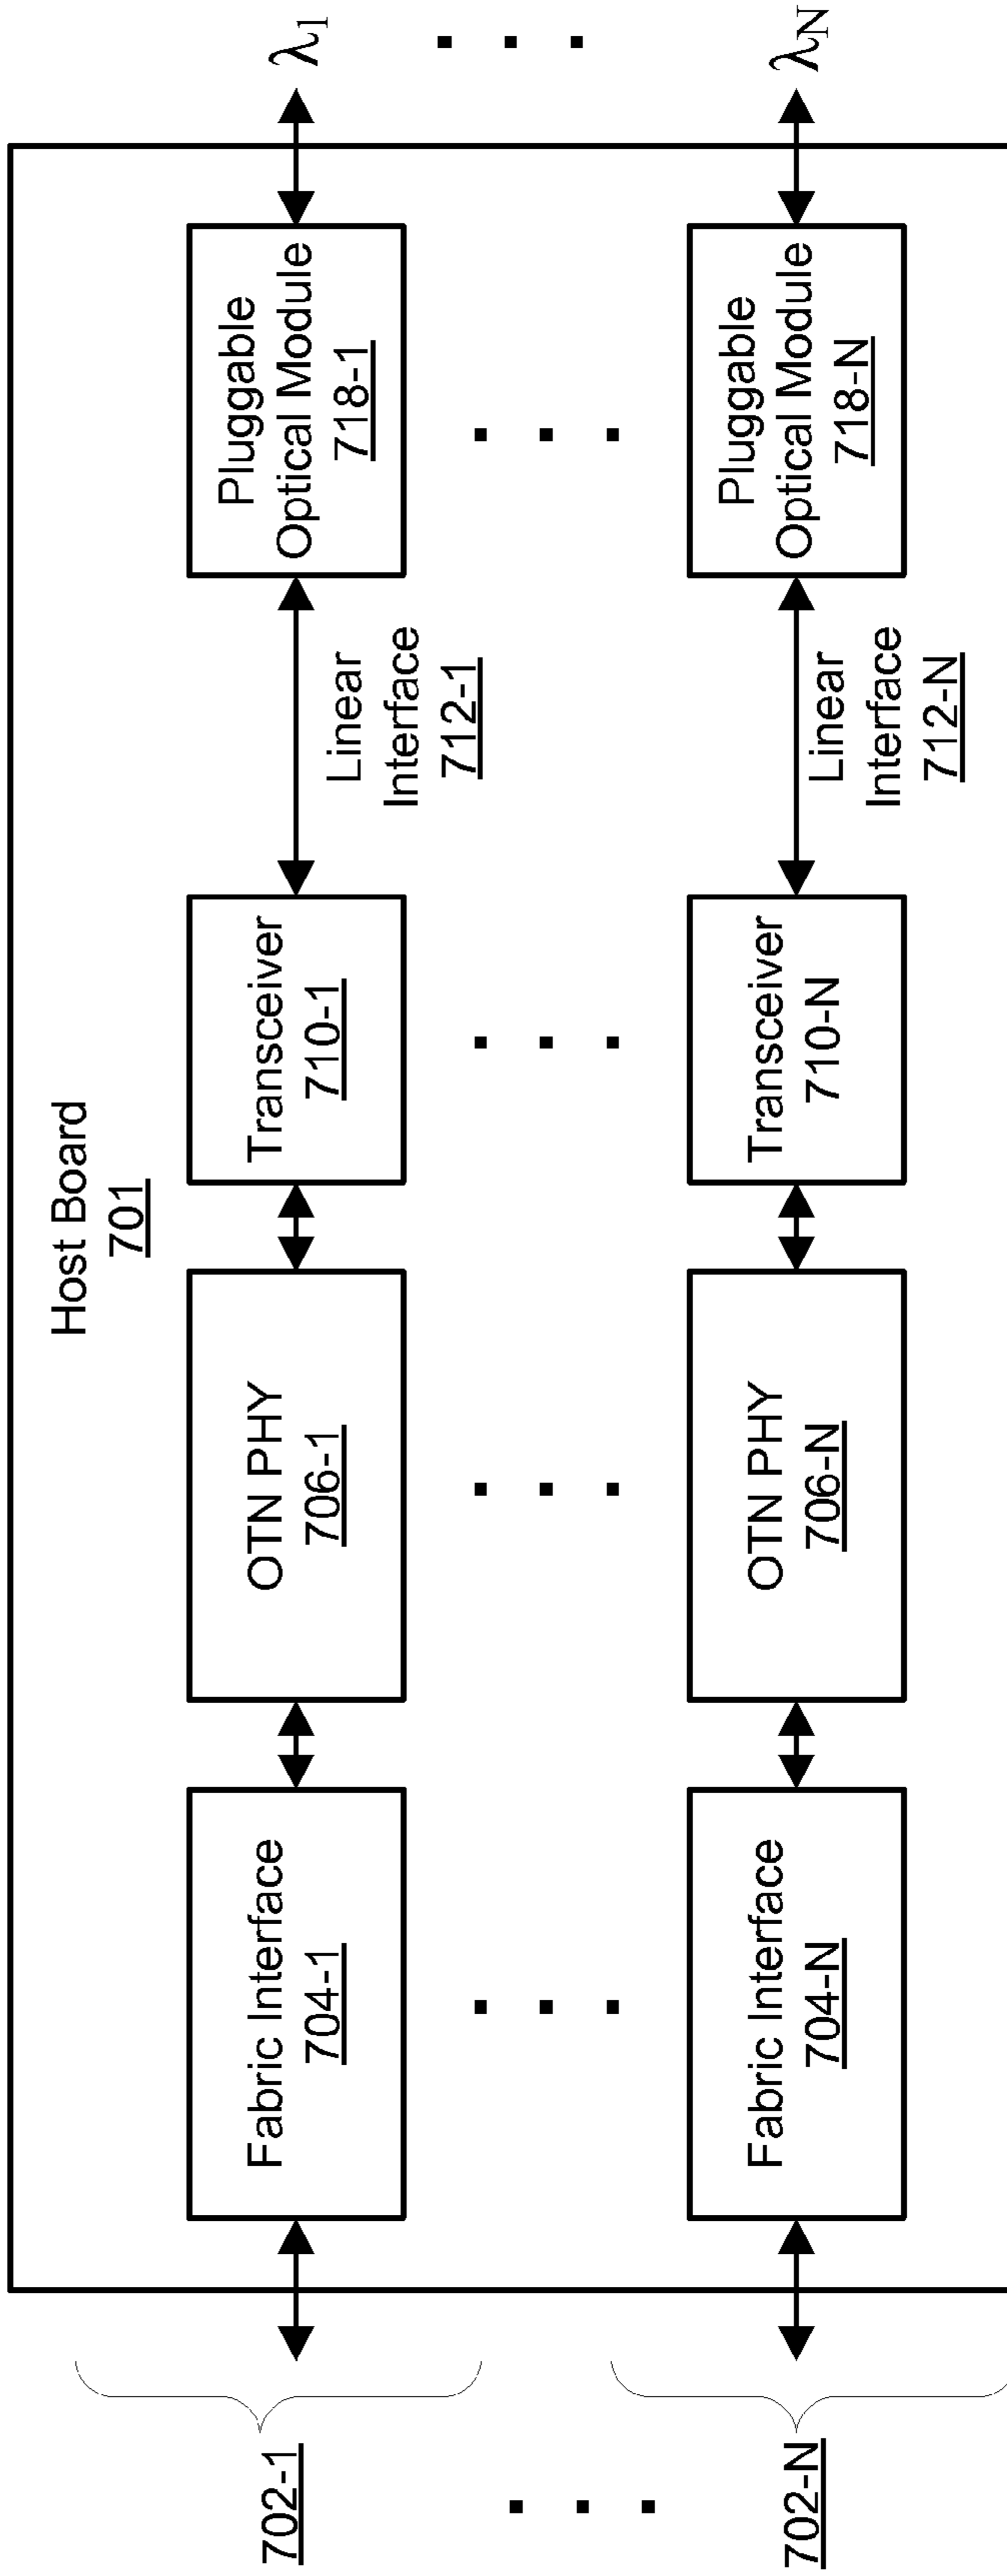 Host Board
701
702-1
Fabric Interface
704-1
OTN PHY
706-1
Transceiver
710-1
Linear
Interface
712-1
Pluggable
Optical Module
718-1
λ1
702-N
Fabric Interface
704-N
OTN PHY
706-N
Transceiver
710-N
Linear
Interface
712-N
Pluggable
Optical Module
718-N
λN